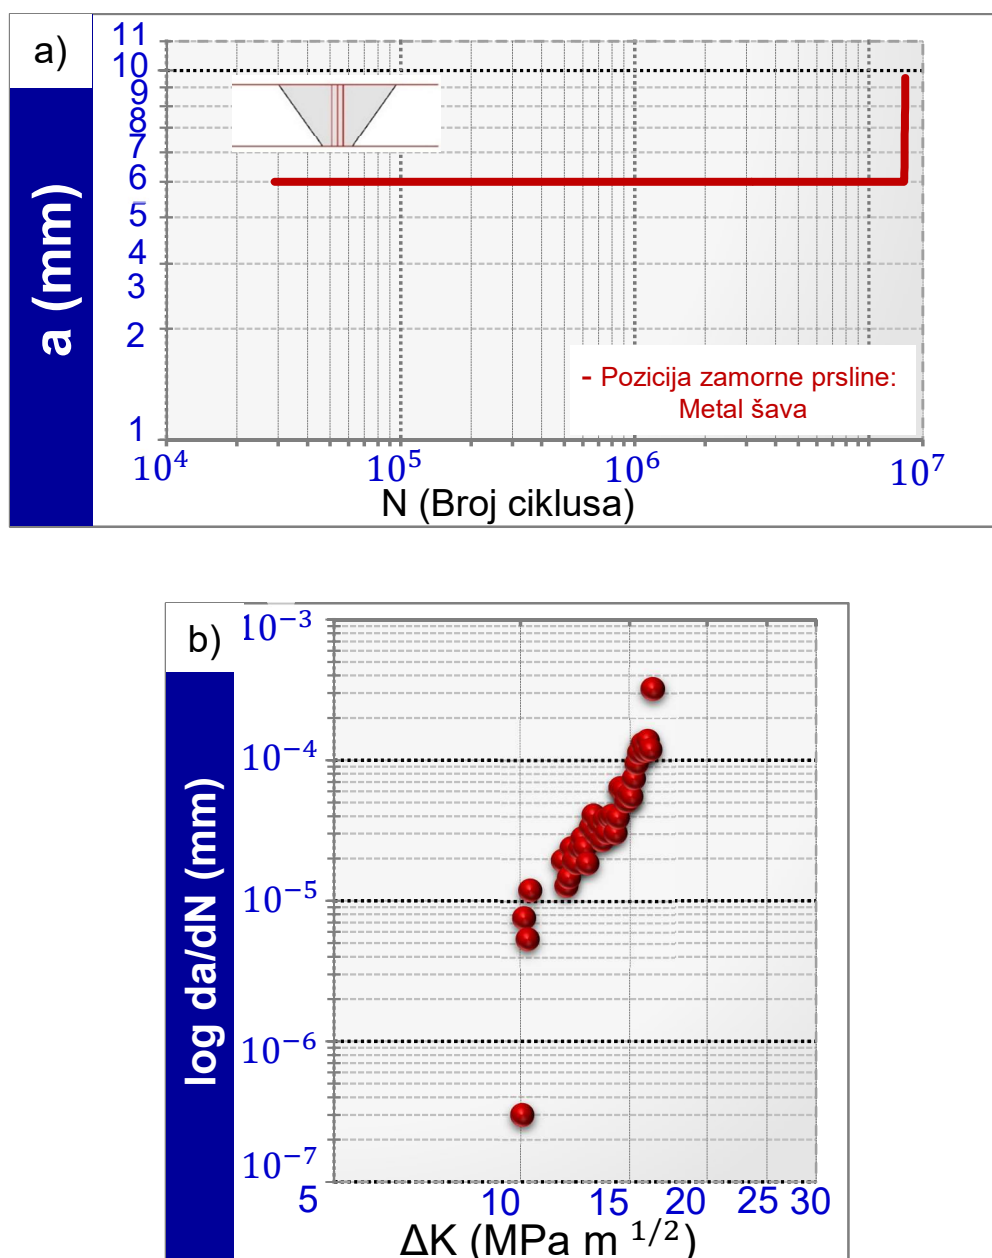 a)
a (mm)
11
10
9
8
7
6
5
4
3
2
1
- Pozicija zamorne prsline:
Metal šava
10⁴ 10⁵ 10⁶ 10⁷
N (Broj ciklusa)
b)
log da/dN (mm)
10⁻³
10⁻⁴
10⁻⁵
10⁻⁶
10⁻⁷
5 10 15 20 25 30
ΔK (MPa m ¹/²)